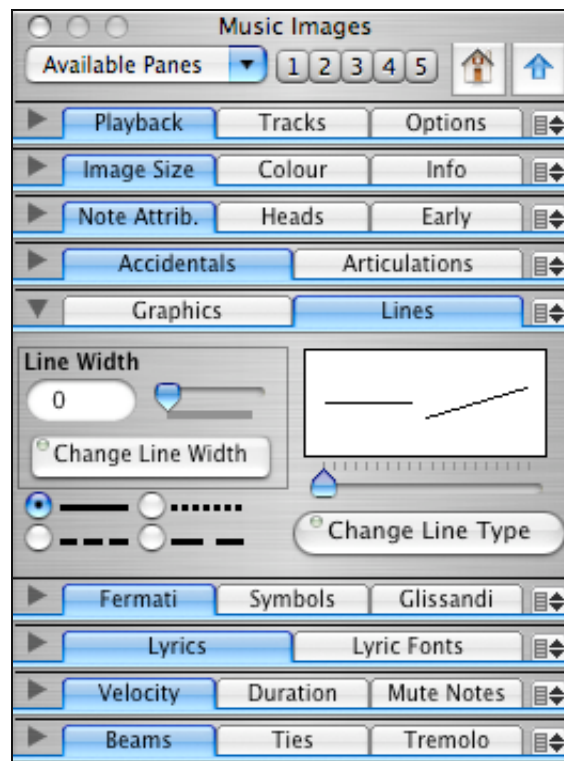 Music Images
Available Panes 1 2 3 4 5
Playback Tracks Options
Image Size Colour Info
Note Attrib. Heads Early
Accidentals Articulations
Graphics Lines
Line Width
0
Change Line Width
Change Line Type
Fermati Symbols Glissandi
Lyrics Lyric Fonts
Velocity Duration Mute Notes
Beams Ties Tremolo